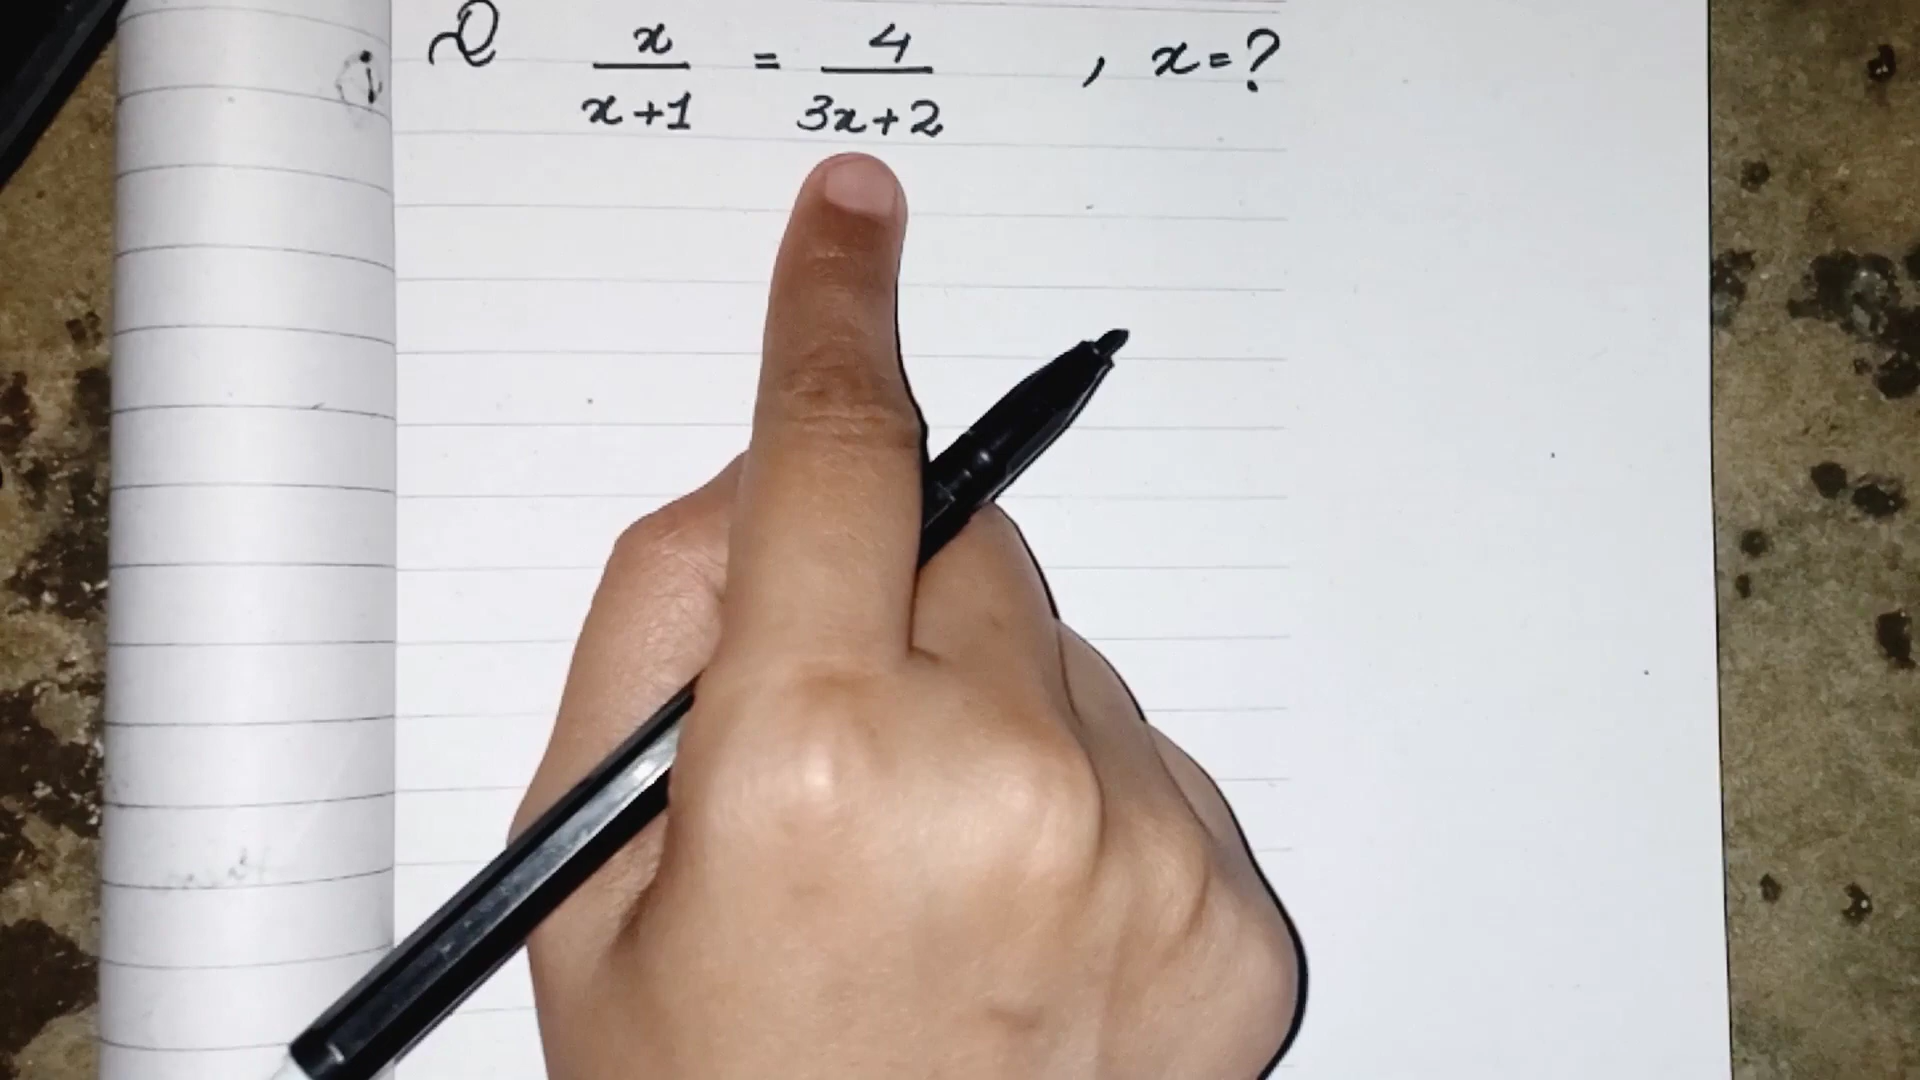 Q x/(x+1) = 4/(3x+2) , x=?